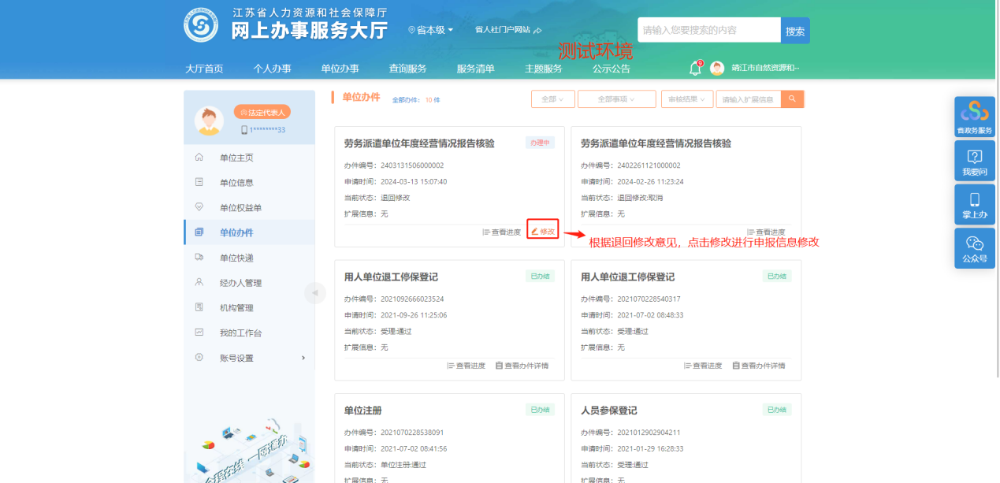 江苏省人力资源和社会保障厅
网上办事服务大厅
省本级
省人社门户网站
请输入您要搜索的内容
搜索
测试环境
大厅首页
个人办事
单位办事
查询服务
服务清单
主题服务
公示公告
9
靖江市自然资源和···
法定代表人
1********33
单位主页
单位信息
单位权益单
单位办件
单位快递
经办人管理
机构管理
我的工作台
账号设置
全程在线 一网通办
单位办件
全部办件: 10 件
全部
全部事项
审核结果
请输入扩展信息
劳务派遣单位年度经营情况报告核验
办理中
办件编号: 2403131506000002
申请时间: 2024-03-13 15:07:40
当前状态: 退回修改
扩展信息: 无
查看进度
修改
劳务派遣单位年度经营情况报告核验
办件编号: 2402261121000002
申请时间: 2024-02-26 11:23:24
当前状态: 退回修改:取消
扩展信息: 无
查看进度
根据退回修改意见，点击修改进行申报信息修改
用人单位退工停保登记
已办结
办件编号: 2021092666023524
申请时间: 2021-09-26 11:25:06
当前状态: 受理:通过
扩展信息: 无
查看进度
查看办件详情
用人单位退工停保登记
已办结
办件编号: 2021070228540317
申请时间: 2021-07-02 08:48:33
当前状态: 受理:通过
扩展信息: 无
查看进度
查看办件详情
单位注册
已办结
办件编号: 2021070228538091
申请时间: 2021-07-02 08:41:56
当前状态: 单位注册:通过
扩展信息: 无
人员参保登记
已办结
办件编号: 2021012902904211
申请时间: 2021-01-29 16:28:33
当前状态: 受理:通过
扩展信息: 无
省政务服务
我要问
掌上办
公众号